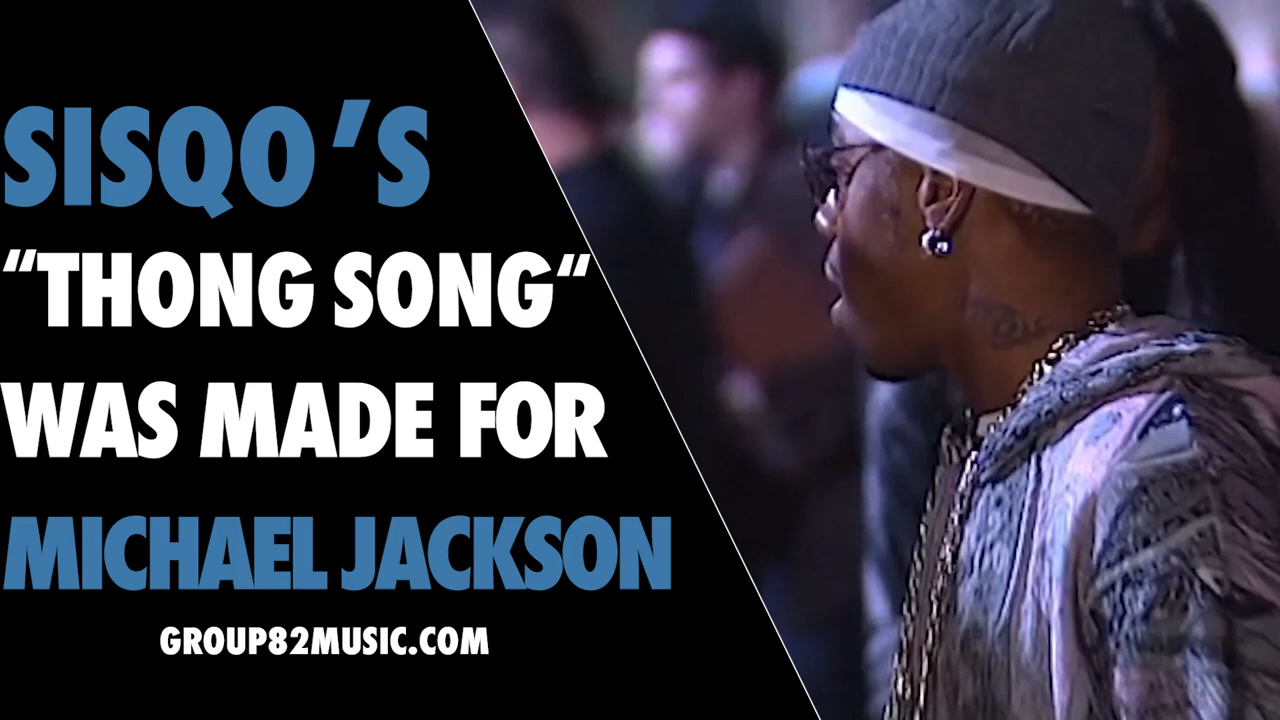 SISQO'S
“THONG SONG“
WAS MADE FOR
MICHAEL JACKSON
GROUP82MUSIC.COM